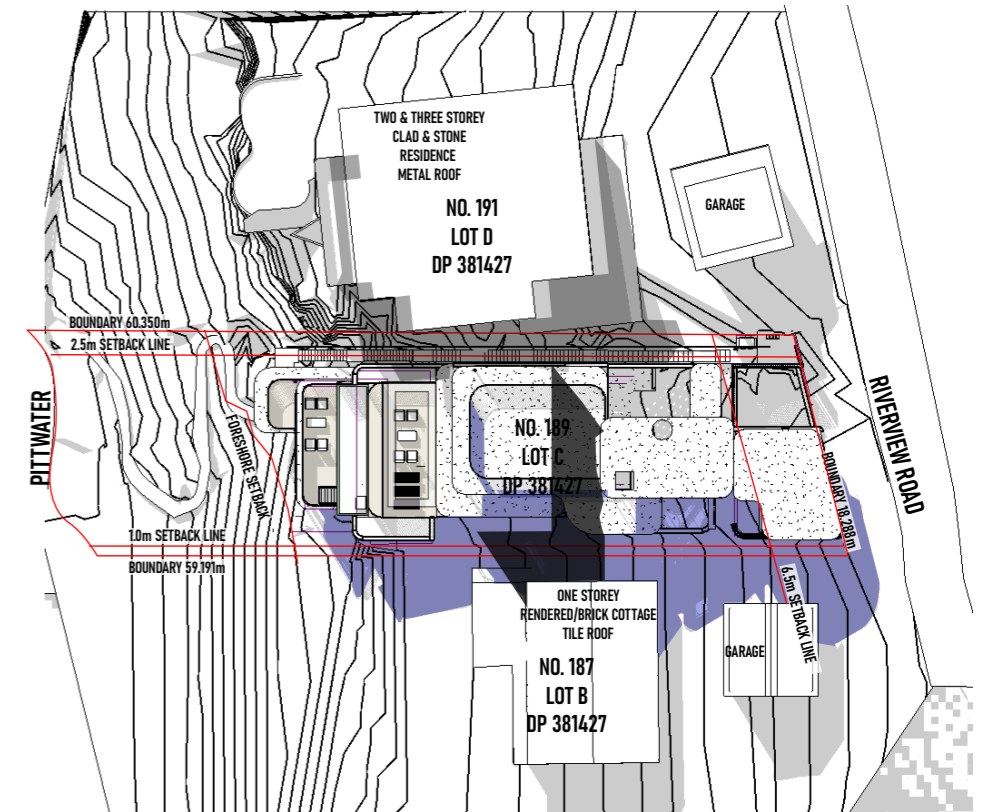 TWO & THREE STOREY
CLAD & STONE
RESIDENCE
METAL ROOF
NO. 191
LOT D
DP 381427
GARAGE
BOUNDARY 60.350m
2.5m SETBACK LINE
PITTWATER
FORESHORE SETBACK
NO. 189
LOT C
DP 381427
RIVERVIEW ROAD
BOUNDARY 18.288m
1.0m SETBACK LINE
BOUNDARY 59.191m
6.5m SETBACK LINE
ONE STOREY
RENDERED/BRICK COTTAGE
TILE ROOF
NO. 187
LOT B
DP 381427
GARAGE